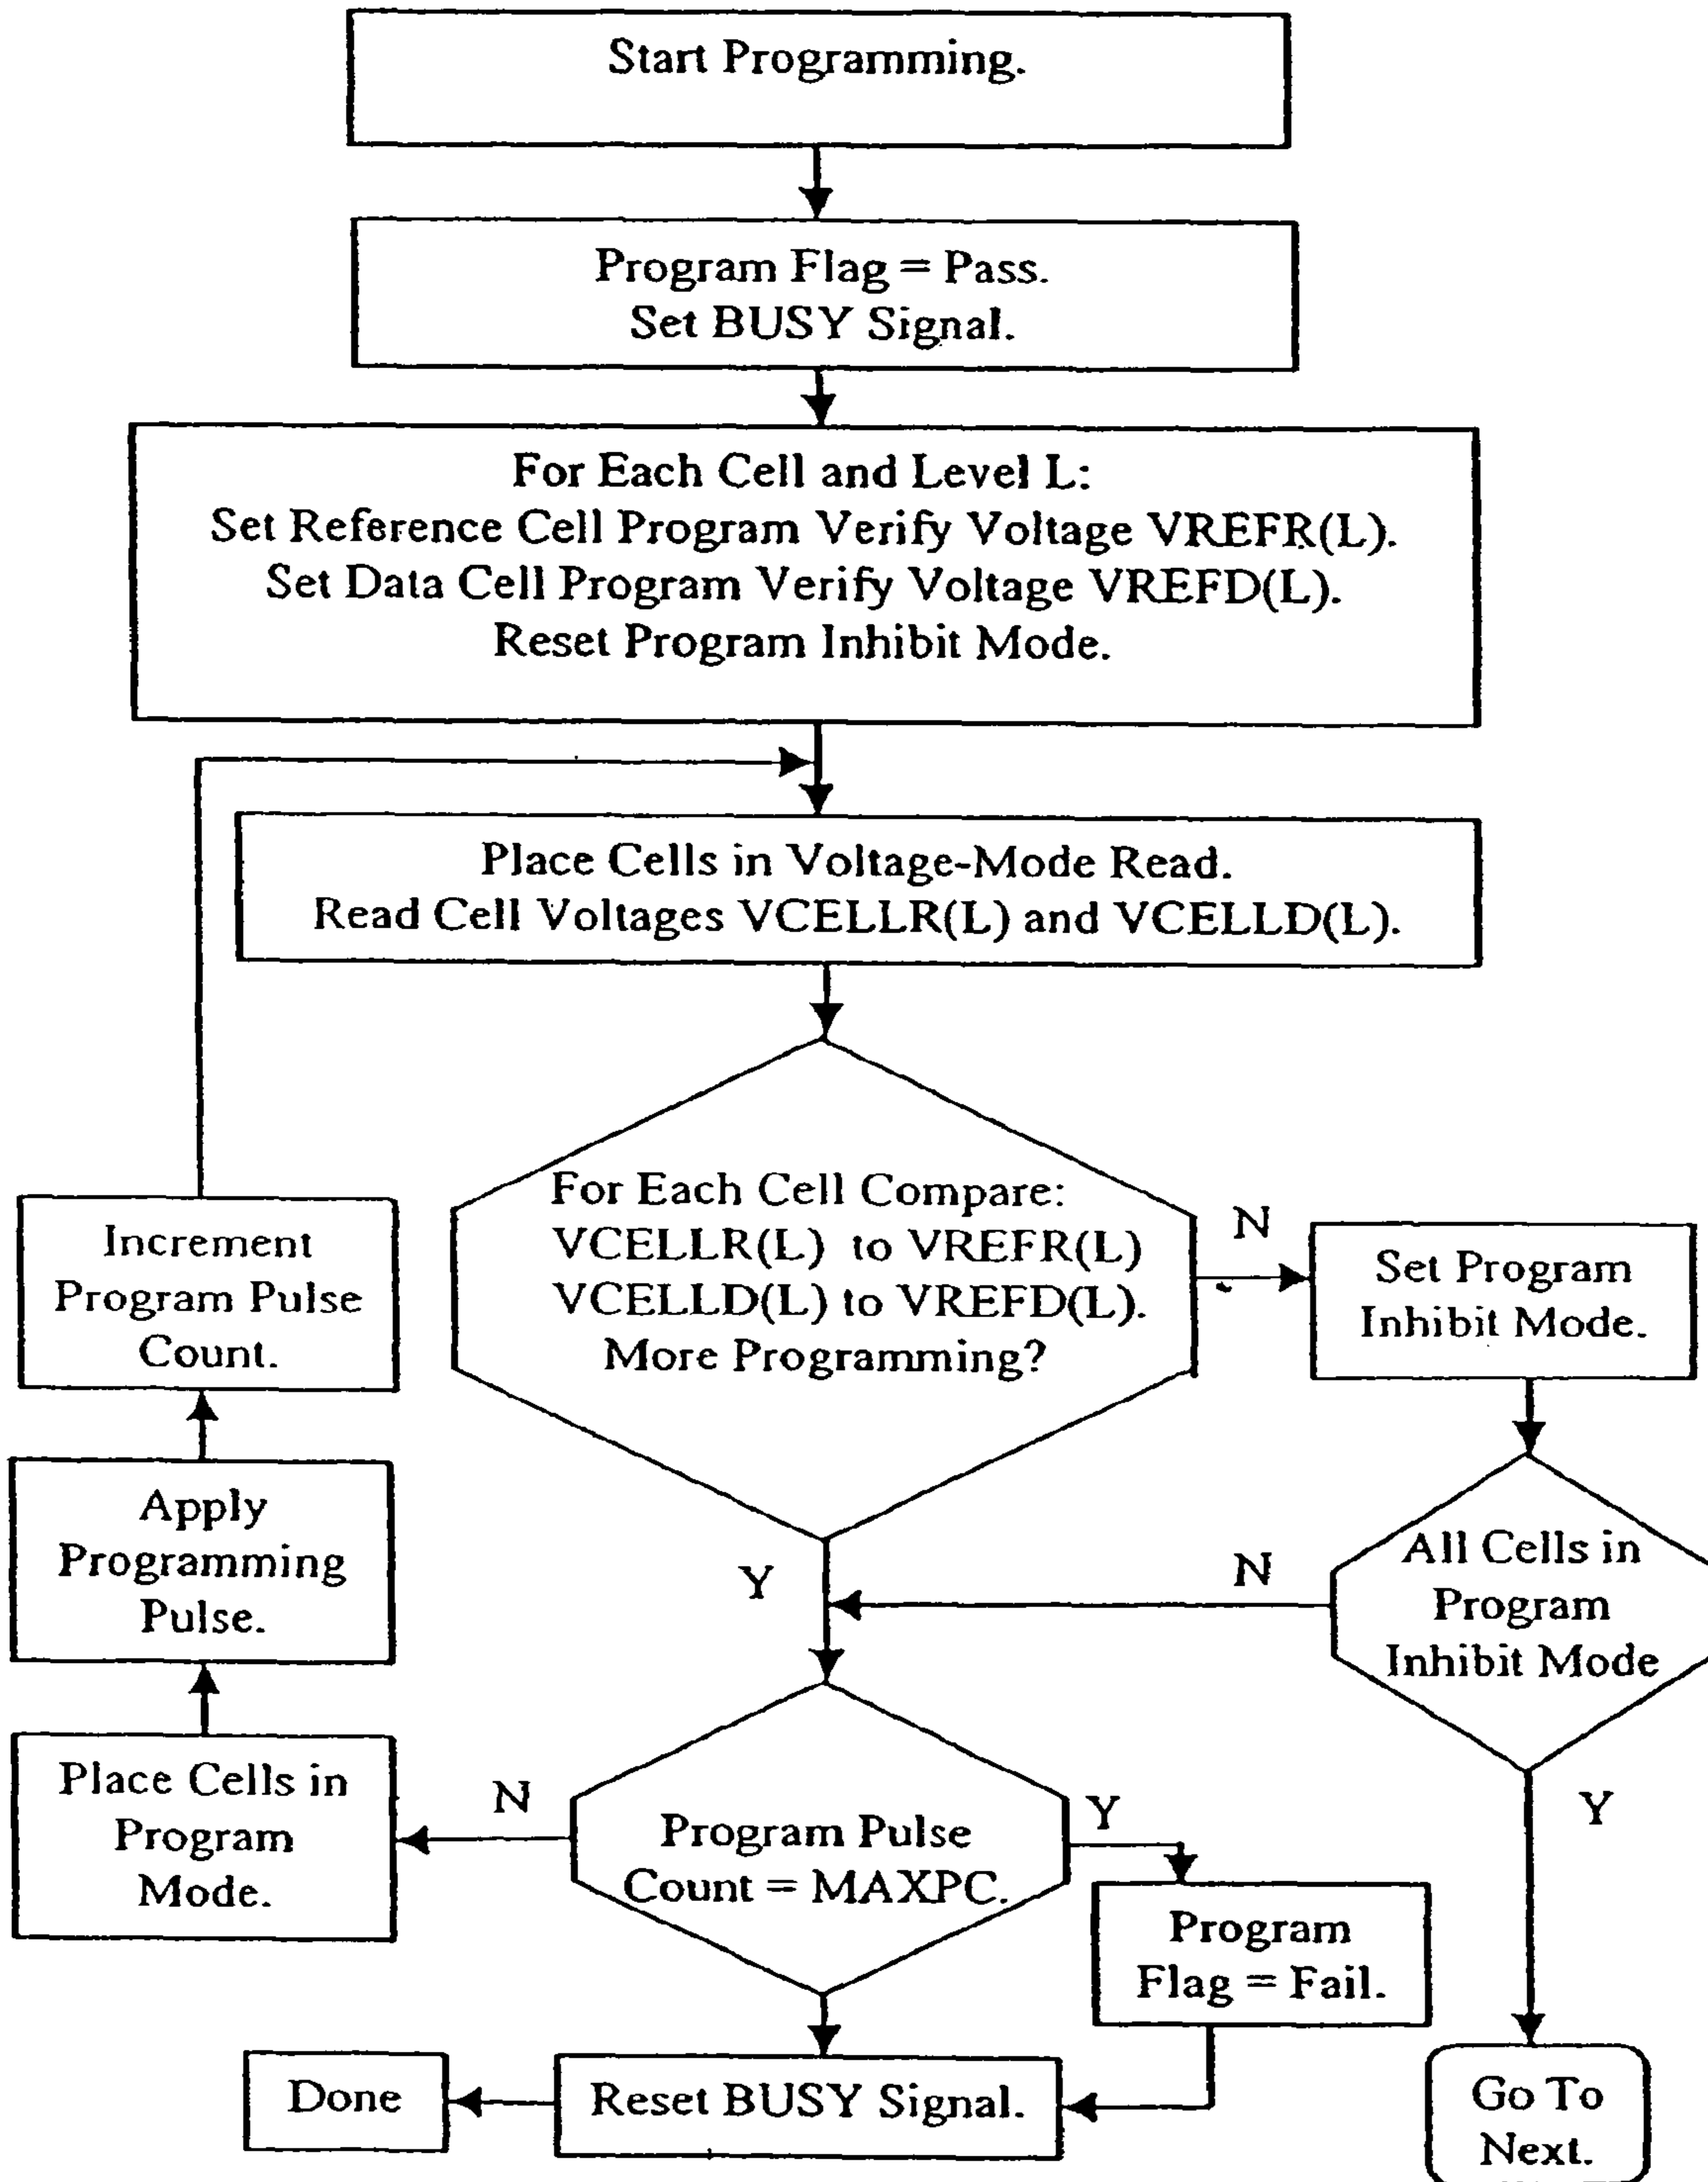 Start Programming.
Program Flag = Pass.
Set BUSY Signal.
For Each Cell and Level L:
Set Reference Cell Program Verify Voltage VREFR(L).
Set Data Cell Program Verify Voltage VREFD(L).
Reset Program Inhibit Mode.
Place Cells in Voltage-Mode Read.
Read Cell Voltages VCELLR(L) and VCELLD(L).
For Each Cell Compare:
VCELLR(L) to VREFR(L)
VCELLD(L) to VREFD(L).
More Programming?
N
Set Program
Inhibit Mode.
Increment
Program Pulse
Count.
Apply
Programming
Pulse.
Y
N
All Cells in
Program
Inhibit Mode
Place Cells in
Program
Mode.
N
Program Pulse
Count = MAXPC.
Y
Y
Program
Flag = Fail.
Done
Reset BUSY Signal.
Go To
Next.